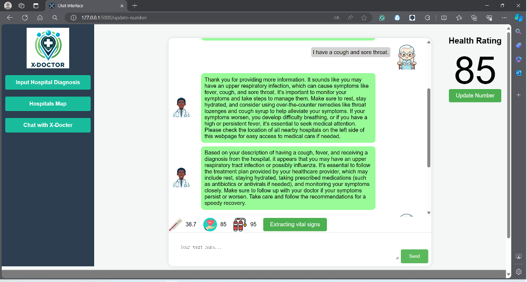 Chat Interface
127.0.0.1:5000/update-number
X-DOCTOR
Input Hospital Diagnosis
Hospitals Map
Chat with X-Doctor
I have a cough and sore throat.
Thank you for providing more information. It sounds like you may
have an upper respiratory infection, which can cause symptoms like
fever, cough, and sore throat. It's important to monitor your
symptoms and take steps to manage them. Make sure to rest, stay
hydrated, and consider using over-the-counter remedies like throat
lozenges and cough syrup to help alleviate your symptoms. If your
symptoms worsen, you develop difficulty breathing, or if you have a
high or persistent fever, it's essential to seek medical attention.
Please check the location of all nearby hospitals on the left side of
this webpage for easy access to medical care if needed.
Based on your description of having a cough, fever, and receiving a
diagnosis from the hospital, it appears that you may have an upper
respiratory tract infection or possibly influenza. It's essential to follow
the treatment plan provided by your healthcare provider, which may
include rest, staying hydrated, taking prescribed medications (such
as antibiotics or antivirals if needed), and monitoring your symptoms
closely. Make sure to follow up with your doctor if your symptoms
persist or worsen. Take care and follow the recommendations for a
speedy recovery.
36.7 85 95 Extracting vital signs
Send
Health Rating
85
Update Number